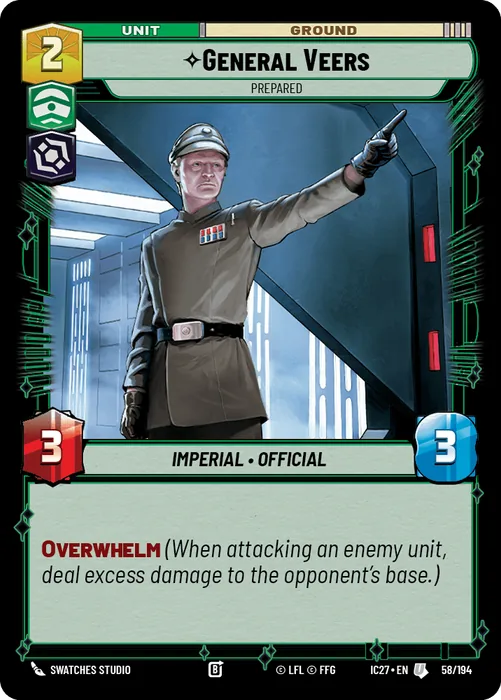 UNIT
GROUND
2
GENERAL VEERS
PREPARED
3
3
IMPERIAL • OFFICIAL
OVERWHELM (When attacking an enemy unit,
deal excess damage to the opponent's base.)
SWATCHES STUDIO
B
© LFL © FFG
IC27 • EN
58/194